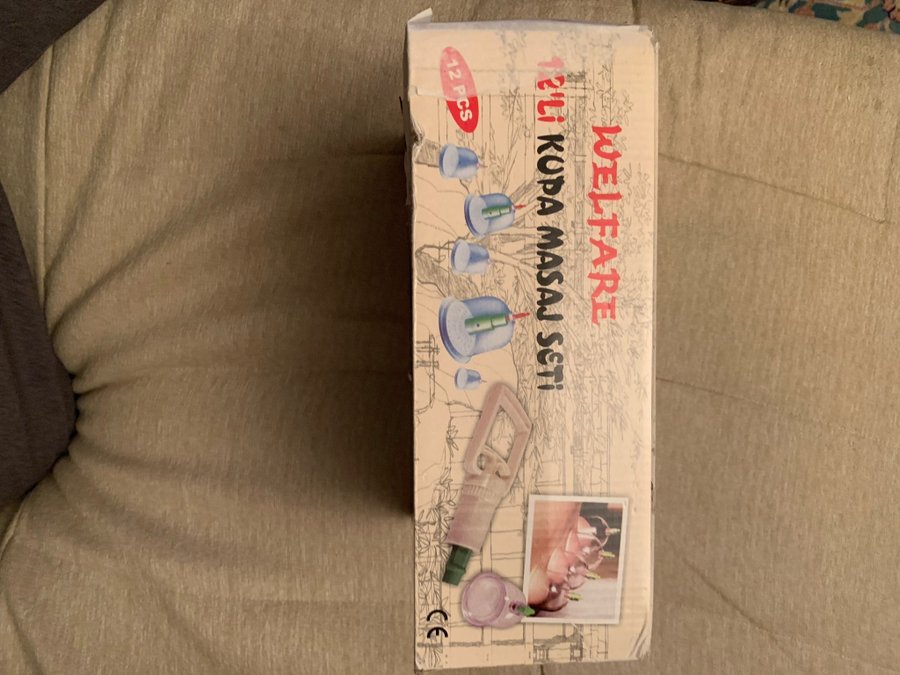 WELFARE
12'Li KUPA MASAJ SETi
12 PCS
CE